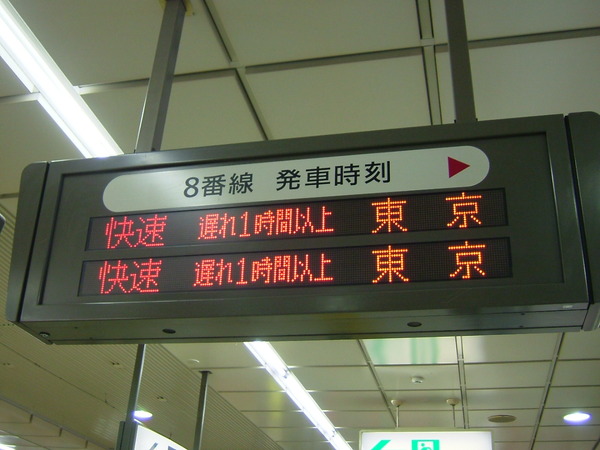 8番線 発車時刻
快速 遅れ1時間以上 東京
快速 遅れ1時間以上 東京